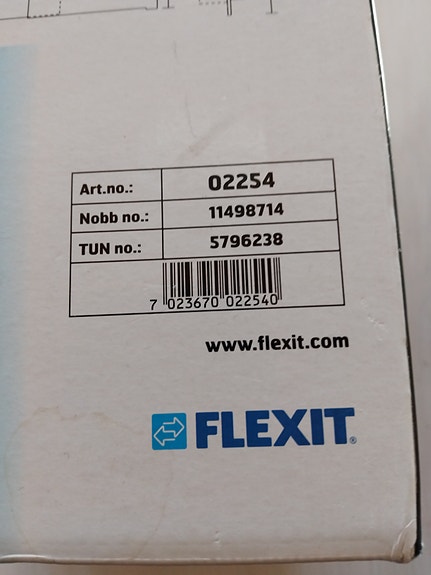 Art.no.: 02254
Nobb no.: 11498714
TUN no.: 5796238
7 023670 022540
www.flexit.com
FLEXIT®